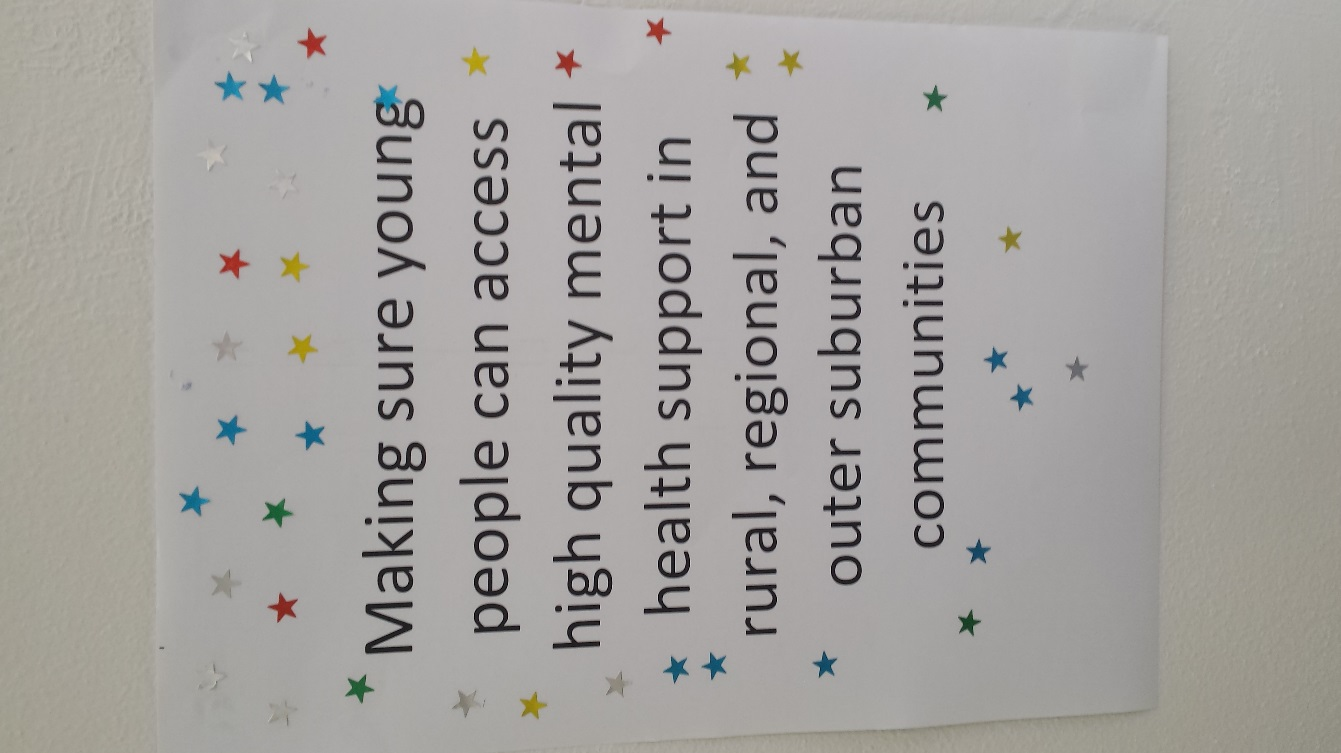 Making sure young
people can access
high quality mental
health support in
rural, regional, and
outer suburban
communities